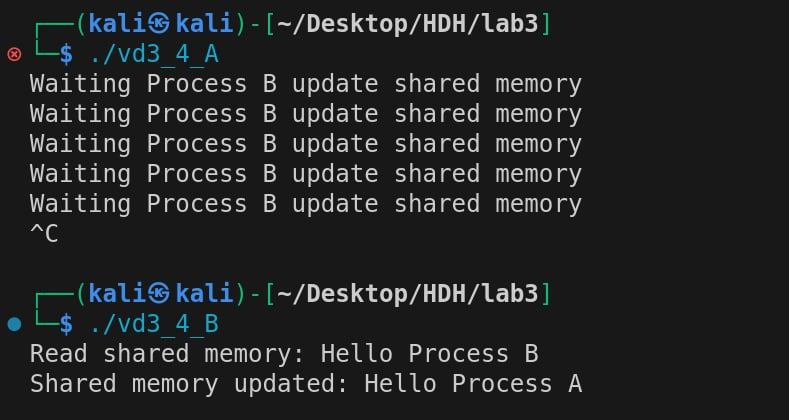 ┌──(kali㉿kali)-[~/Desktop/HDH/lab3]
└─$ ./vd3_4_A
Waiting Process B update shared memory
Waiting Process B update shared memory
Waiting Process B update shared memory
Waiting Process B update shared memory
Waiting Process B update shared memory
^C
┌──(kali㉿kali)-[~/Desktop/HDH/lab3]
└─$ ./vd3_4_B
Read shared memory: Hello Process B
Shared memory updated: Hello Process A